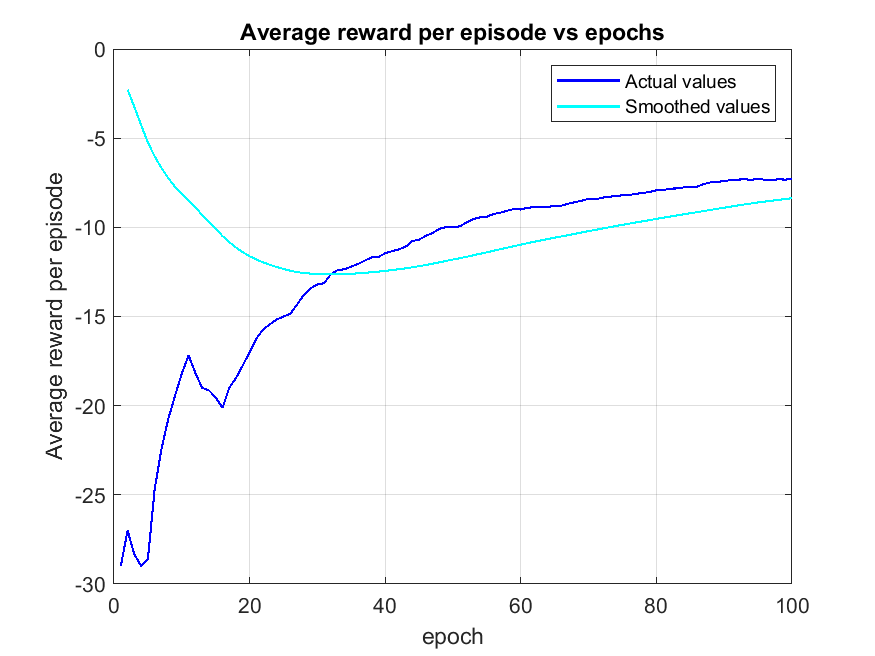 Average reward per episode vs epochs
Actual values
Smoothed values
Average reward per episode
0
-5
-10
-15
-20
-25
-30
0 20 40 60 80 100
epoch